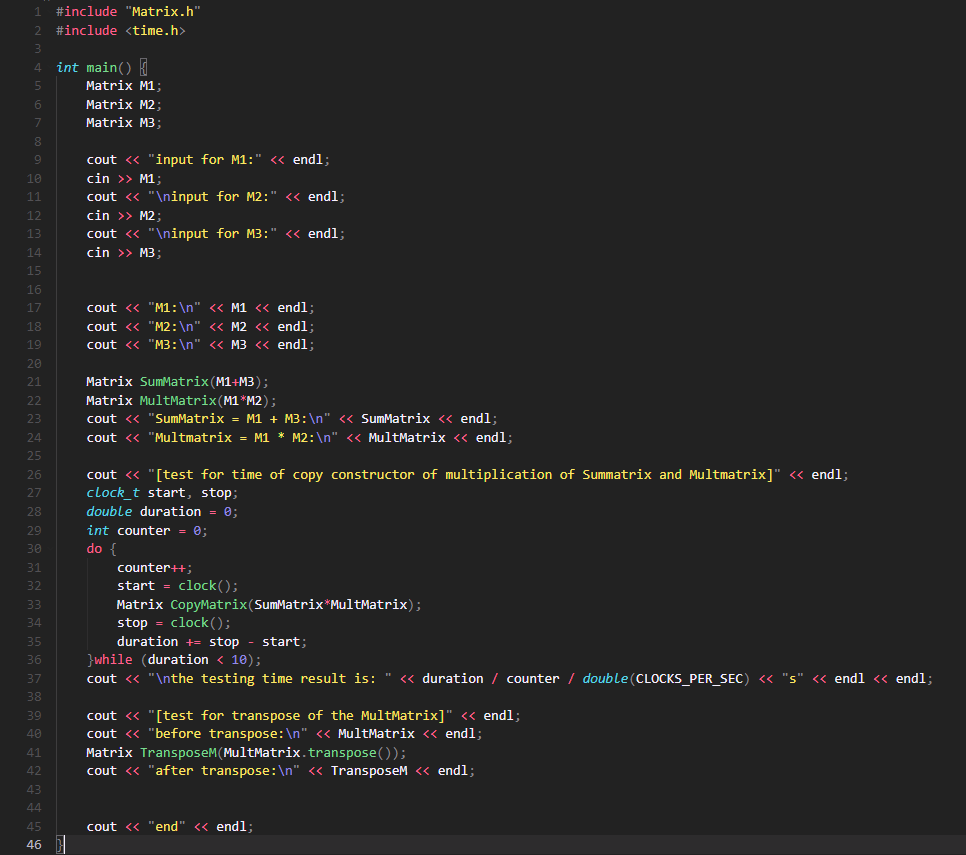 1 #include "Matrix.h"
2 #include <time.h>
3
4 int main() {
5     Matrix M1;
6     Matrix M2;
7     Matrix M3;
8
9     cout << "input for M1:" << endl;
10     cin >> M1;
11     cout << "\ninput for M2:" << endl;
12     cin >> M2;
13     cout << "\ninput for M3:" << endl;
14     cin >> M3;
15
16
17     cout << "M1:\n" << M1 << endl;
18     cout << "M2:\n" << M2 << endl;
19     cout << "M3:\n" << M3 << endl;
20
21     Matrix SumMatrix(M1+M3);
22     Matrix MultMatrix(M1*M2);
23     cout << "SumMatrix = M1 + M3:\n" << SumMatrix << endl;
24     cout << "Multmatrix = M1 * M2:\n" << MultMatrix << endl;
25
26     cout << "[test for time of copy constructor of multiplication of Summatrix and Multmatrix]" << endl;
27     clock_t start, stop;
28     double duration = 0;
29     int counter = 0;
30     do {
31         counter++;
32         start = clock();
33         Matrix CopyMatrix(SumMatrix*MultMatrix);
34         stop = clock();
35         duration += stop - start;
36     }while (duration < 10);
37     cout << "\nthe testing time result is: " << duration / counter / double(CLOCKS_PER_SEC) << "s" << endl << endl;
38
39     cout << "[test for transpose of the MultMatrix]" << endl;
40     cout << "before transpose:\n" << MultMatrix << endl;
41     Matrix TransposeM(MultMatrix.transpose());
42     cout << "after transpose:\n" << TransposeM << endl;
43
44
45     cout << "end" << endl;
46 }